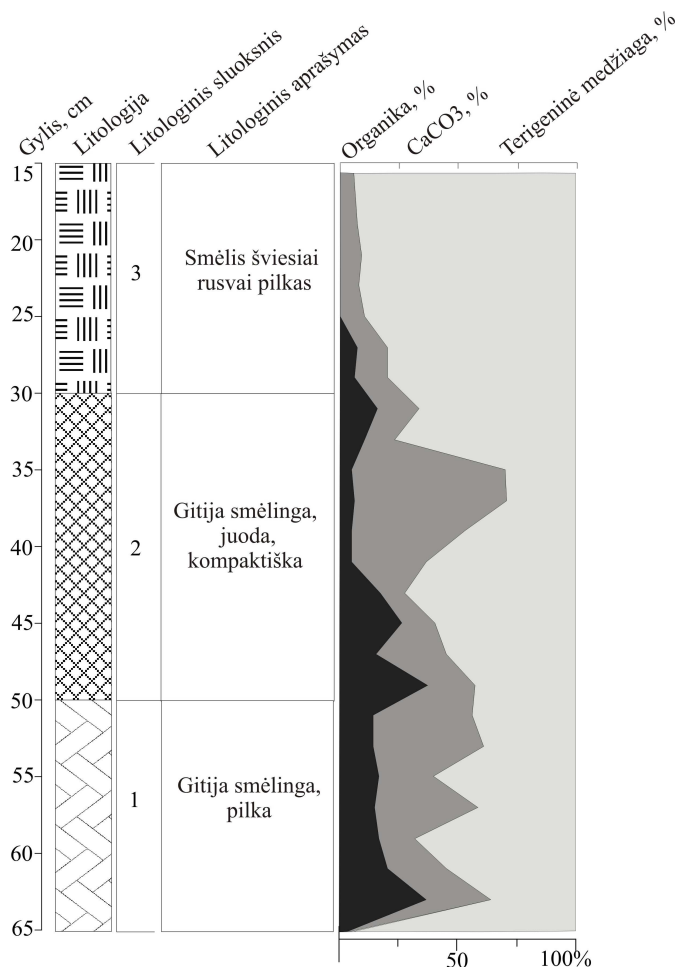 Gylis, cm
Litologija
Litologinis sluoksnis
Litologinis aprašymas
Organika, %
CaCO3, %
Terigeninė medžiaga, %
15
20
25
30
35
40
45
50
55
60
65
3
Smėlis šviesiai
rusvai pilkas
2
Gitija smėlinga,
juoda,
kompaktiška
1
Gitija smėlinga,
pilka
50
100%